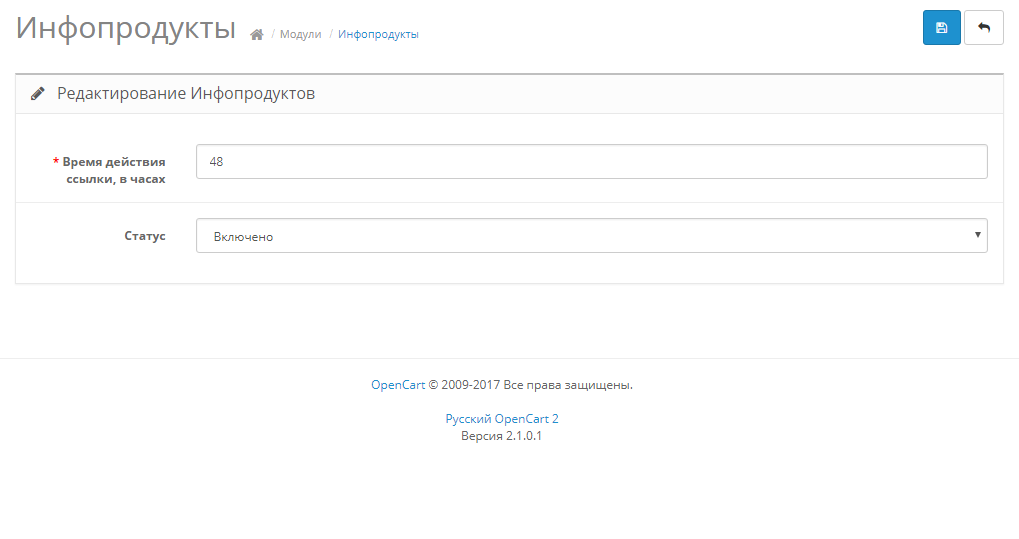 Инфопродукты / Модули / Инфопродукты
Редактирование Инфопродуктов
* Время действия
ссылки, в часах
48
Статус
Включено
OpenCart © 2009-2017 Все права защищены.
Русский OpenCart 2
Версия 2.1.0.1